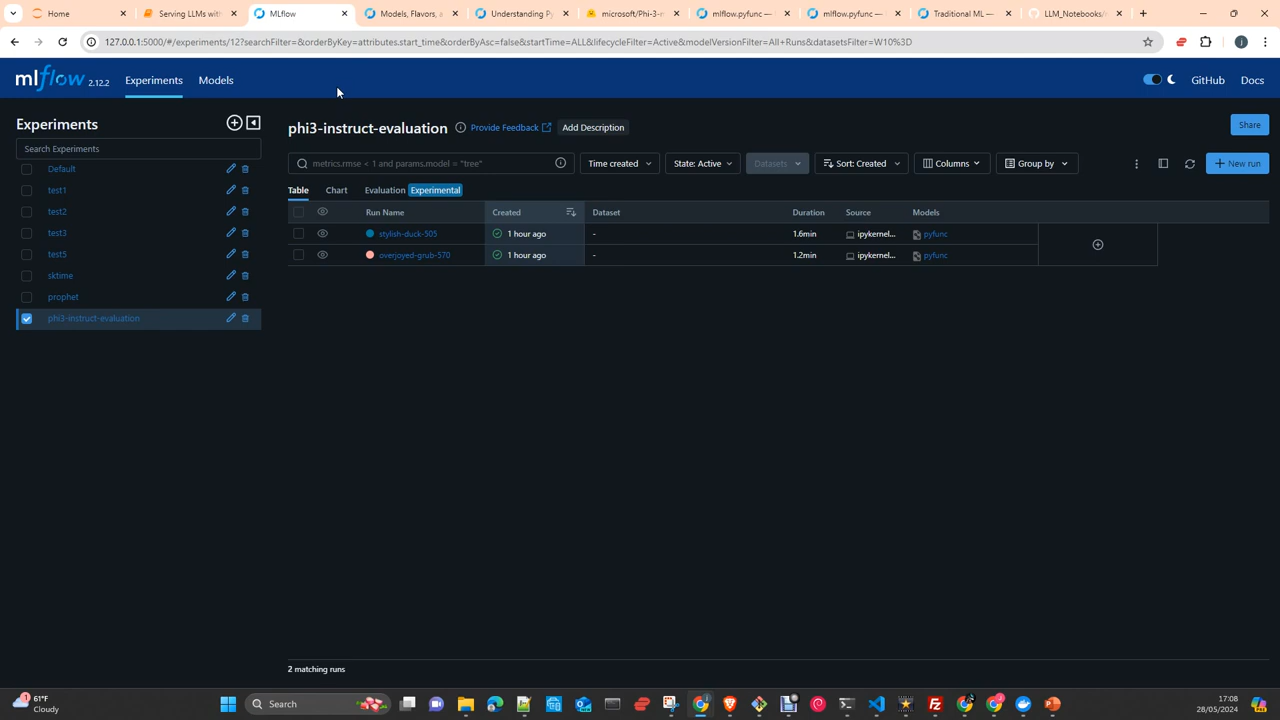 Home
Serving LLMs with
MLflow
Models, Flavors, a
Understanding Py
microsoft/Phi-3-m
mlflow.pyfunc —
mlflow.pyfunc —
Traditional ML —
LLM_Notebooks/
127.0.0.1:5000/#/experiments/12?searchFilter=&orderByKey=attributes.start_time&orderByAsc=false&startTime=ALL&lifecycleFilter=Active&modelVersionFilter=All+Runs&datasetsFilter=W10%3D
mlflow 2.12.2 Experiments Models GitHub Docs
Experiments
Search Experiments
Default
test1
test2
test3
test5
sktime
prophet
phi3-instruct-evaluation
phi3-instruct-evaluation Provide Feedback Add Description Share
metrics.rmse < 1 and params.model = "tree" Time created State: Active Datasets Sort: Created Columns Group by New run
Table Chart Evaluation Experimental
Run Name Created Dataset Duration Source Models
stylish-duck-505 1 hour ago - 1.6min ipykernel... pyfunc
overjoyed-grub-570 1 hour ago - 1.2min ipykernel... pyfunc
2 matching runs
1
61°F
Cloudy
Search
17:08
28/05/2024